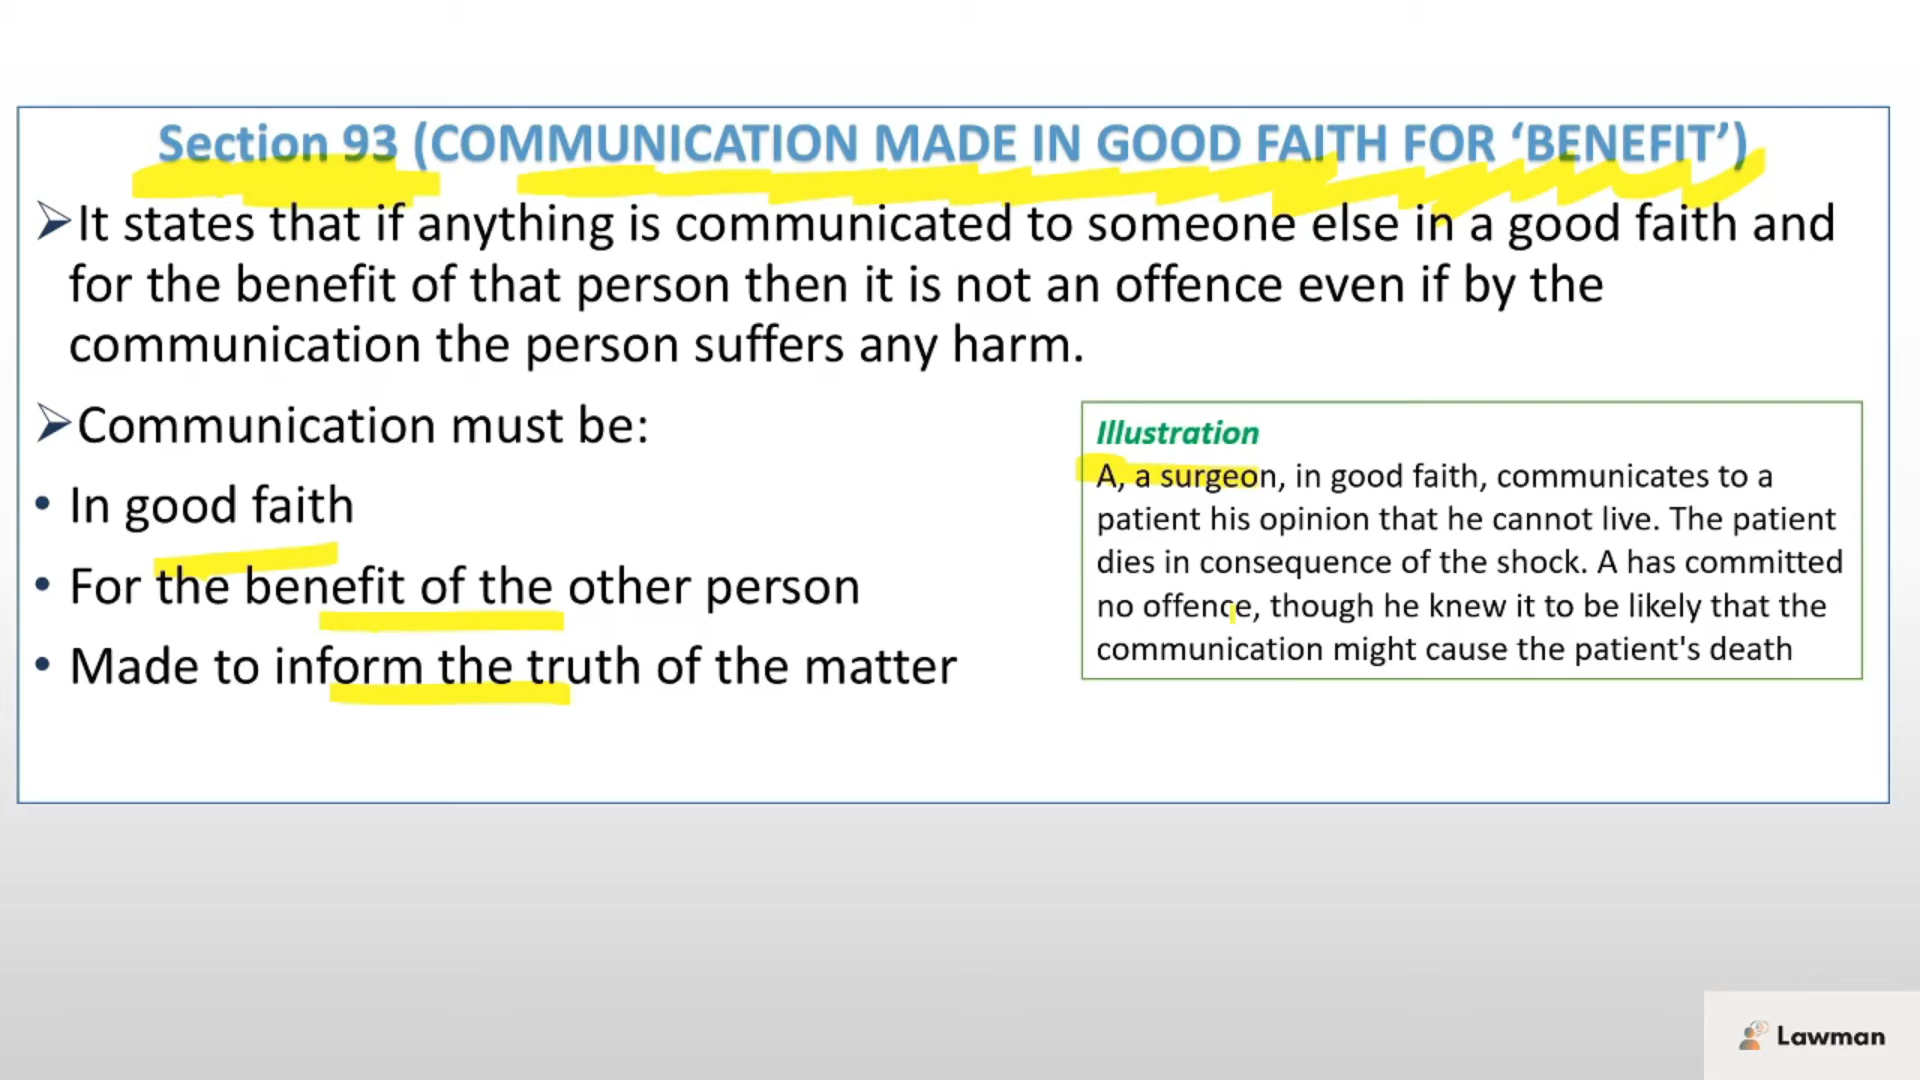 Section 93 (COMMUNICATION MADE IN GOOD FAITH FOR ‘BENEFIT’)
It states that if anything is communicated to someone else in a good faith and
for the benefit of that person then it is not an offence even if by the
communication the person suffers any harm.
Communication must be:
• In good faith
• For the benefit of the other person
• Made to inform the truth of the matter
Illustration
A, a surgeon, in good faith, communicates to a
patient his opinion that he cannot live. The patient
dies in consequence of the shock. A has committed
no offence, though he knew it to be likely that the
communication might cause the patient's death
Lawman